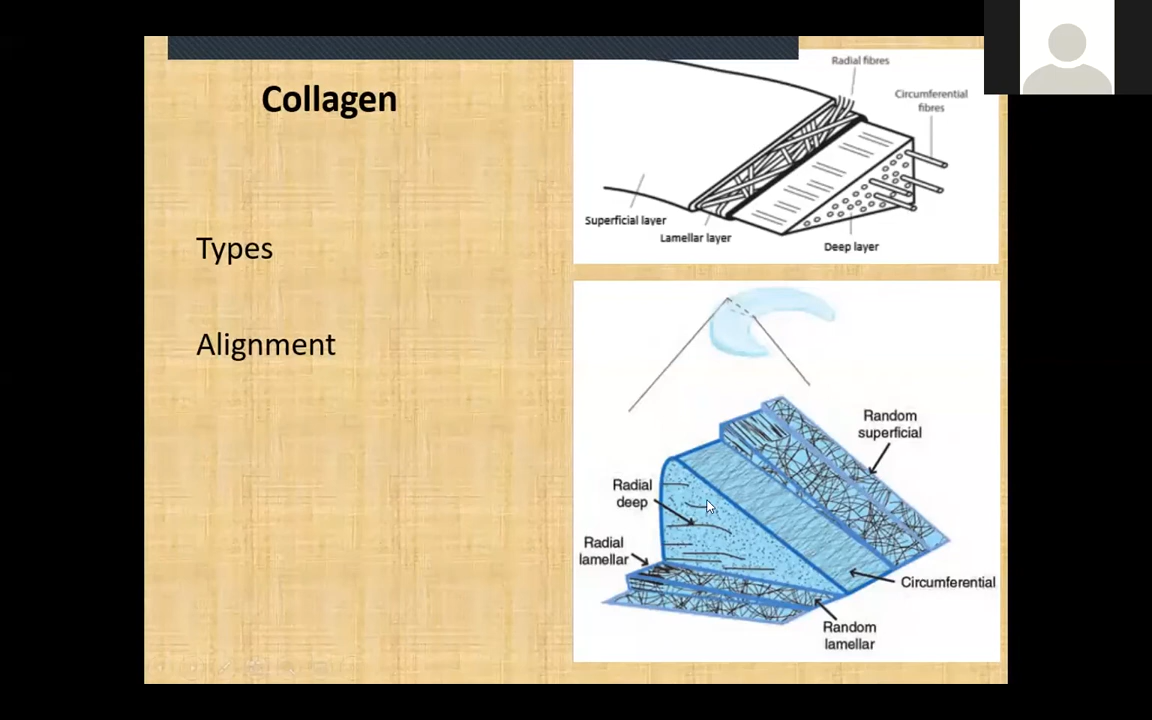 Collagen
Types
Alignment
Radial fibres
Circumferential
fibres
Superficial layer
Lamellar layer
Deep layer
Random
superficial
Radial
deep
Radial
lamellar
Circumferential
Random
lamellar